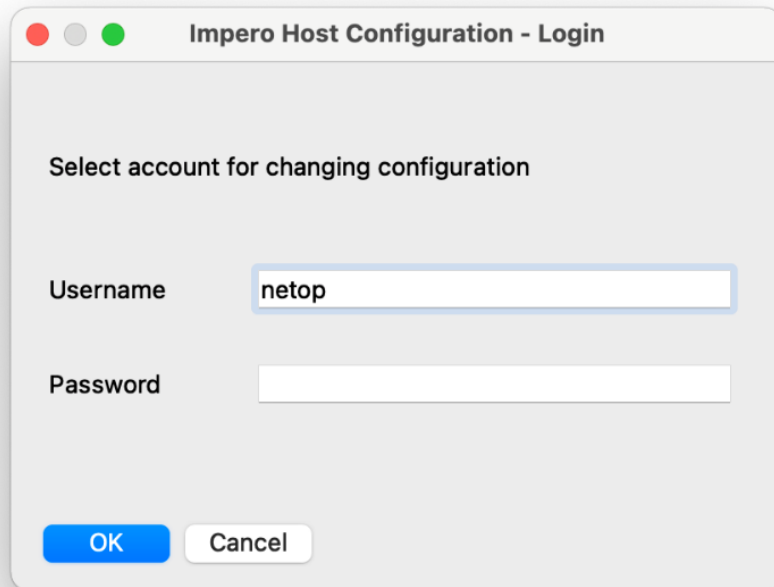 Impero Host Configuration - Login
Select account for changing configuration
Username netop
Password
OK Cancel